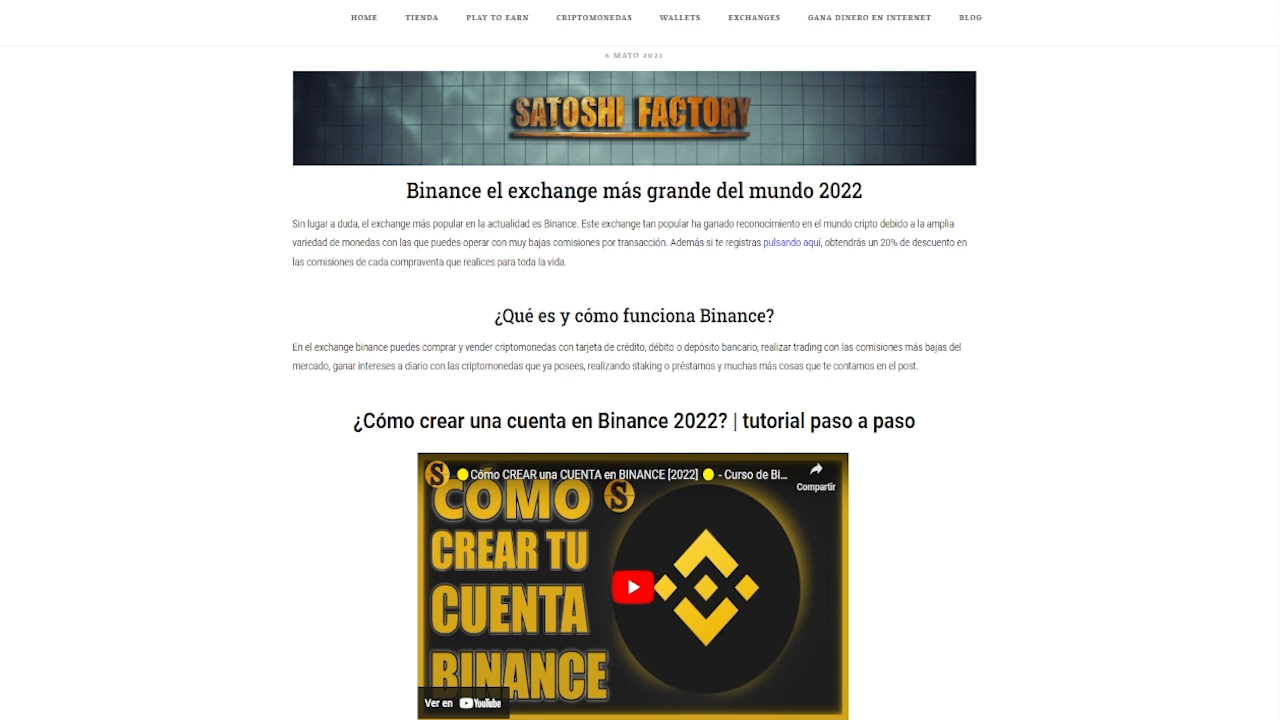 HOME TIENDA PLAY TO EARN CRIPTOMONEDAS WALLETS EXCHANGES GANA DINERO EN INTERNET BLOG
6 MAYO 2021
SATOSHI FACTORY
Binance el exchange más grande del mundo 2022
Sin lugar a duda, el exchange más popular en la actualidad es Binance. Este exchange tan popular ha ganado reconocimiento en el mundo cripto debido a la amplia
variedad de monedas con las que puedes operar con muy bajas comisiones por transacción. Además si te registras pulsando aquí, obtendrás un 20% de descuento en
las comisiones de cada compraventa que realices para toda la vida.
¿Qué es y cómo funciona Binance?
En el exchange binance puedes comprar y vender criptomonedas con tarjeta de crédito, débito o depósito bancario, realizar trading con las comisiones más bajas del
mercado, ganar intereses a diario con las criptomonedas que ya posees, realizando staking o préstamos y muchas más cosas que te contamos en el post.
¿Cómo crear una cuenta en Binance 2022? | tutorial paso a paso
S Cómo CREAR una CUENTA en BINANCE [2022] - Curso de Bi...
Compartir
COMO S
CREAR TU
CUENTA
BINANCE
Ver en YouTube